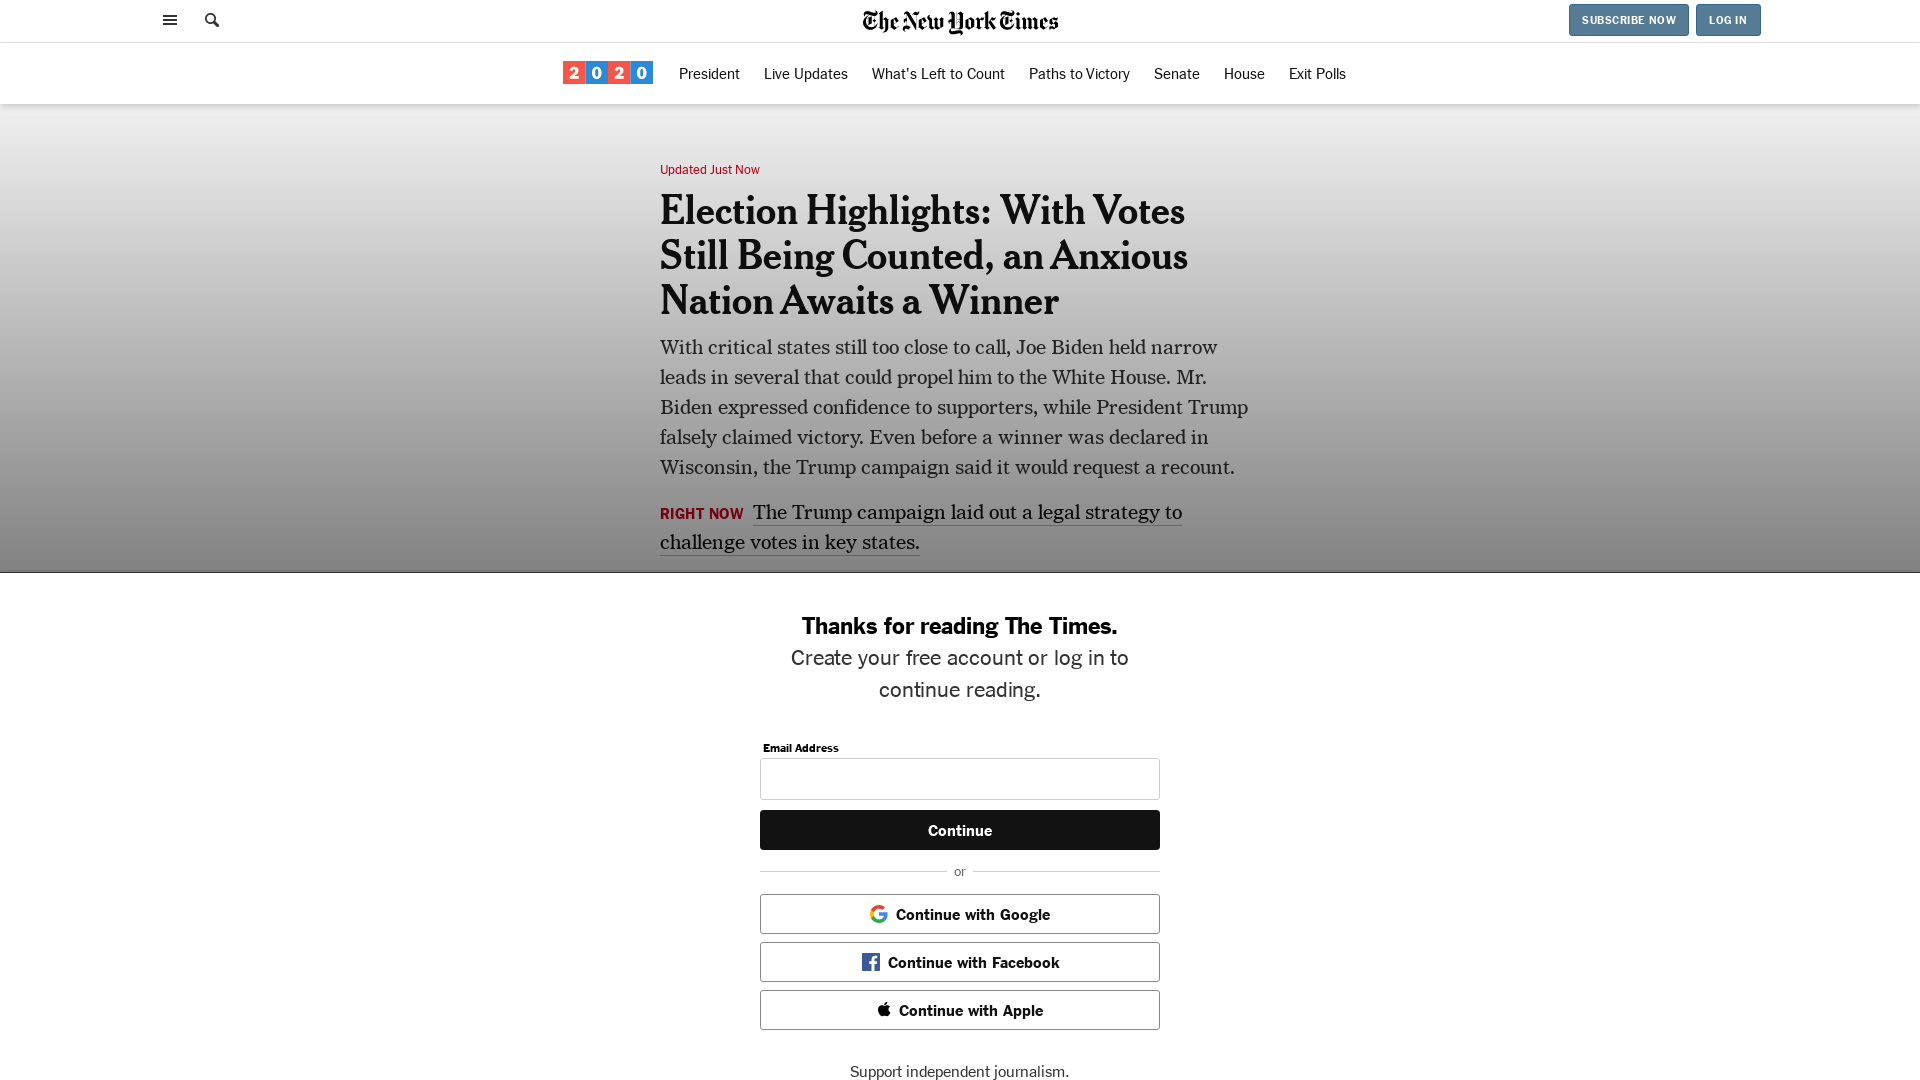 The New York Times
SUBSCRIBE NOW
LOG IN
2020
President
Live Updates
What's Left to Count
Paths to Victory
Senate
House
Exit Polls
Updated Just Now
Election Highlights: With Votes
Still Being Counted, an Anxious
Nation Awaits a Winner
With critical states still too close to call, Joe Biden held narrow
leads in several that could propel him to the White House. Mr.
Biden expressed confidence to supporters, while President Trump
falsely claimed victory. Even before a winner was declared in
Wisconsin, the Trump campaign said it would request a recount.
RIGHT NOW The Trump campaign laid out a legal strategy to
challenge votes in key states.
Thanks for reading The Times.
Create your free account or log in to
continue reading.
Email Address
Continue
or
Continue with Google
Continue with Facebook
Continue with Apple
Support independent journalism.